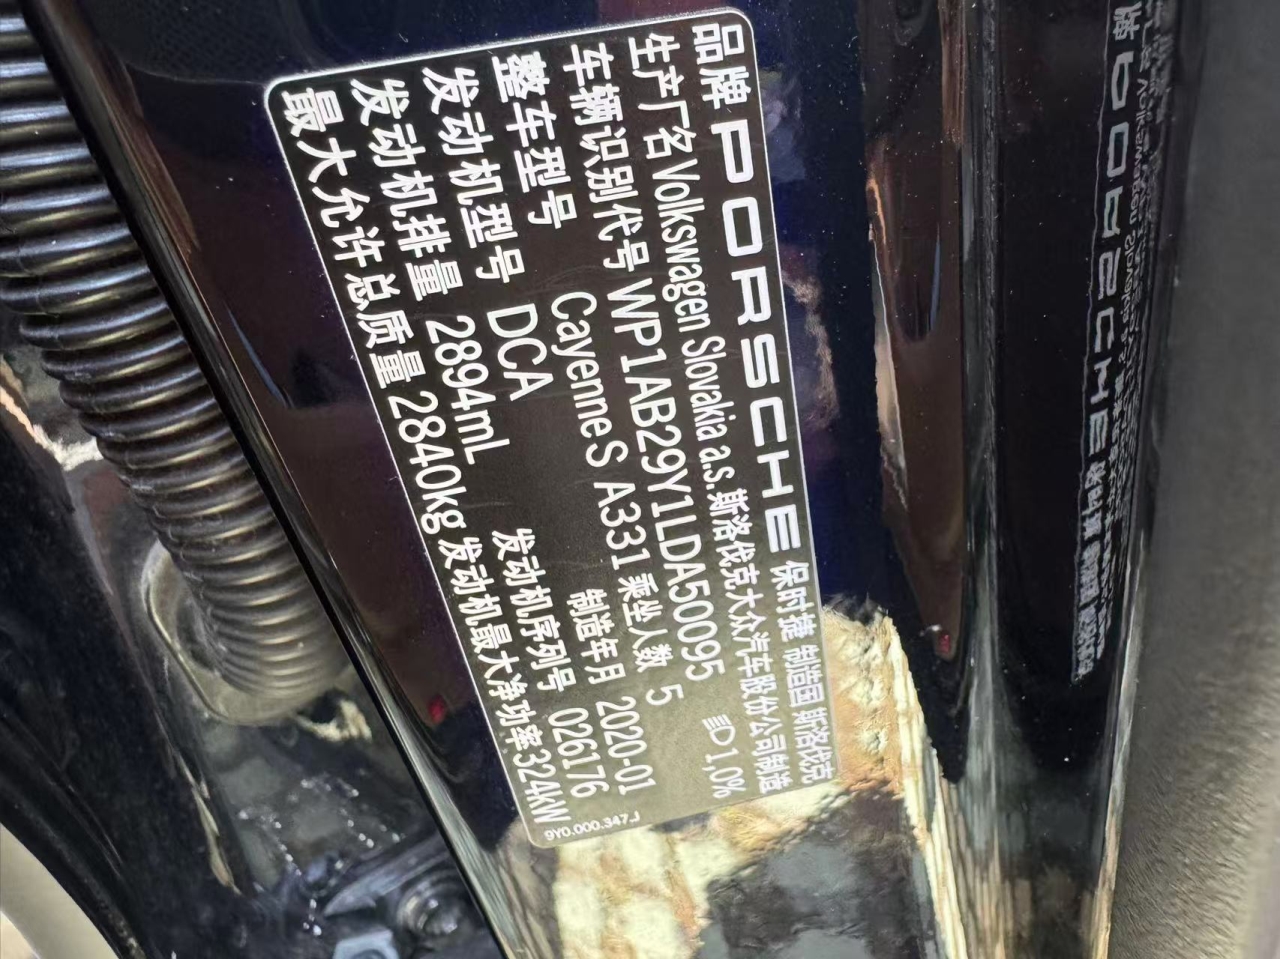 品牌 PORSCHE 保时捷 制造国 斯洛伐克
生产厂名 Volkswagen Slovakia a.s.斯洛伐克大众汽车股份公司制造
车辆识别代号 WP1AB29Y1LDA50095 1,0%
整车型号 Cayenne S A331 乘坐人数 5
发动机型号 DCA 制造年月 2020-01
发动机排量 2894mL 发动机序列号 026176
最大允许总质量 2840kg 发动机最大净功率324kW
9Y0.000.347.J